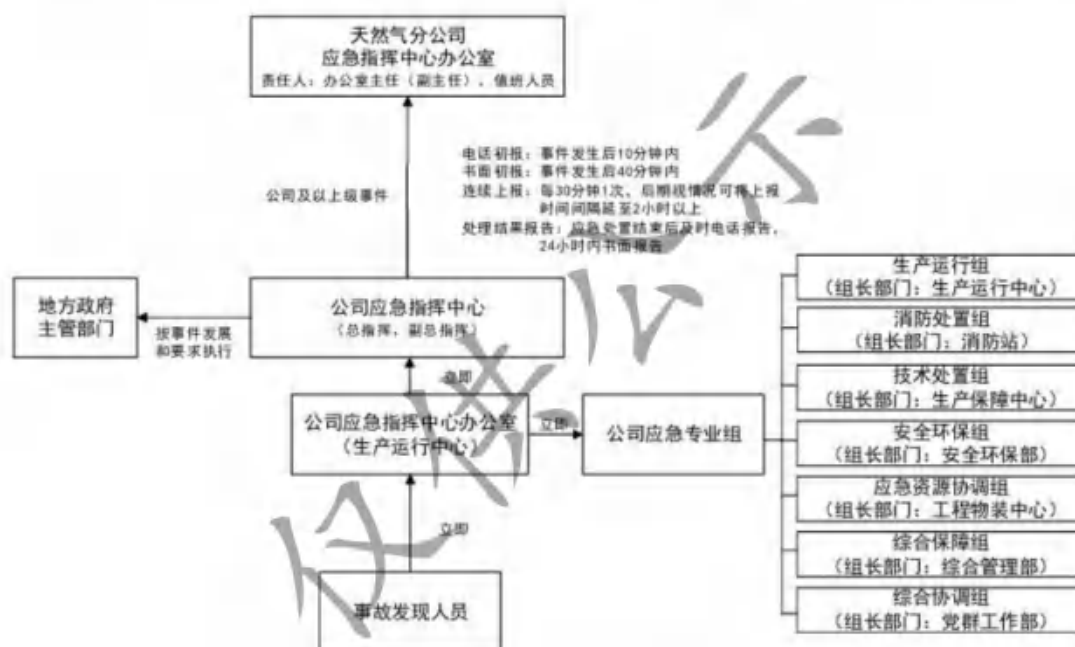 天然气分公司
应急指挥中心办公室
责任人：办公室主任（副主任）、值班人员
电话初报：事件发生后10分钟内
书面初报：事件发生后40分钟内
连续上报：每30分钟1次，后期视情况可将上报
时间间隔延至2小时以上
处理结果报告：应急处置结束后及时电话报告，
24小时内书面报告
公司及以上级事件
地方政府
主管部门
按事件发展
和要求执行
公司应急指挥中心
（总指挥、副总指挥）
立即
公司应急指挥中心办公室
（生产运行中心）
立即
公司应急专业组
立即
事故发现人员
生产运行组
（组长部门：生产运行中心）
消防处置组
（组长部门：消防站）
技术处置组
（组长部门：生产保障中心）
安全环保组
（组长部门：安全环保部）
应急资源协调组
（组长部门：工程物装中心）
综合保障组
（组长部门：综合管理部）
综合协调组
（组长部门：党群工作部）
仅供公示